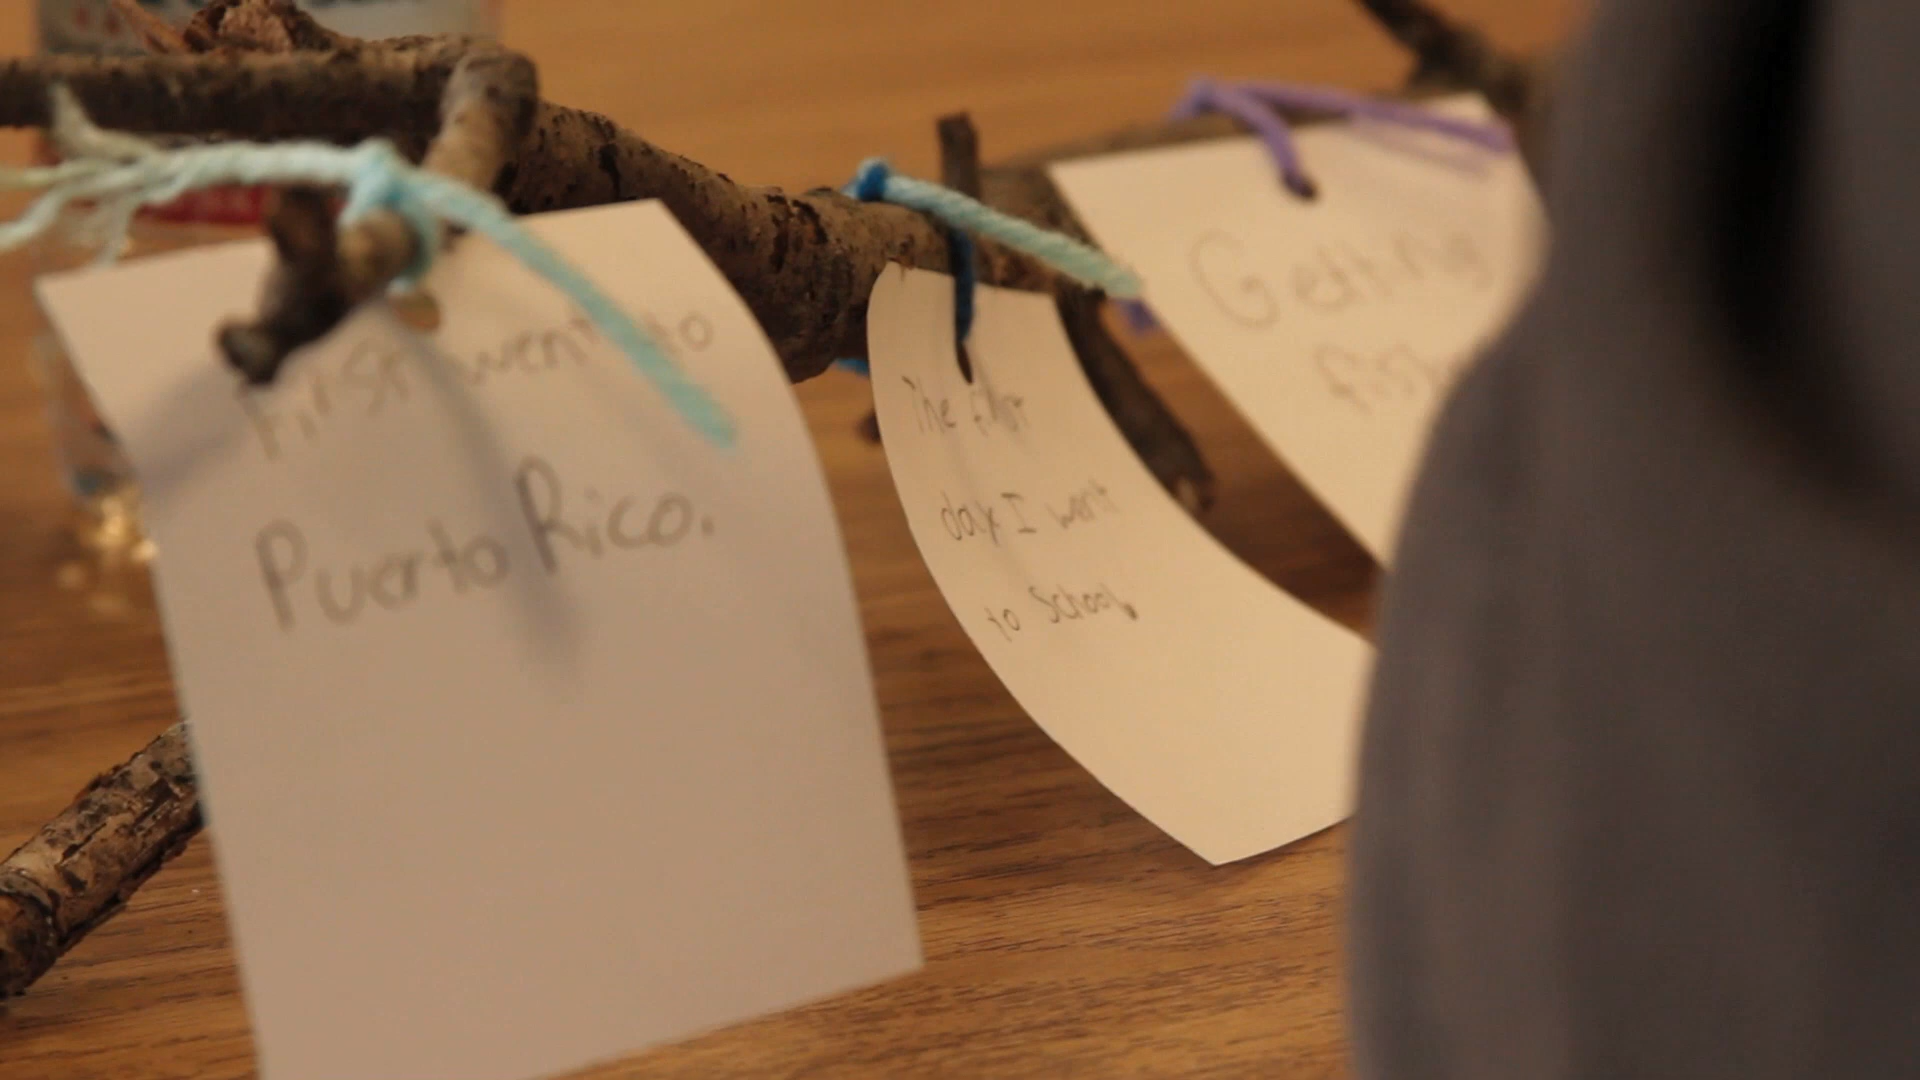 First went to
Puerto Rico.
The first
day I went
to School
Getting